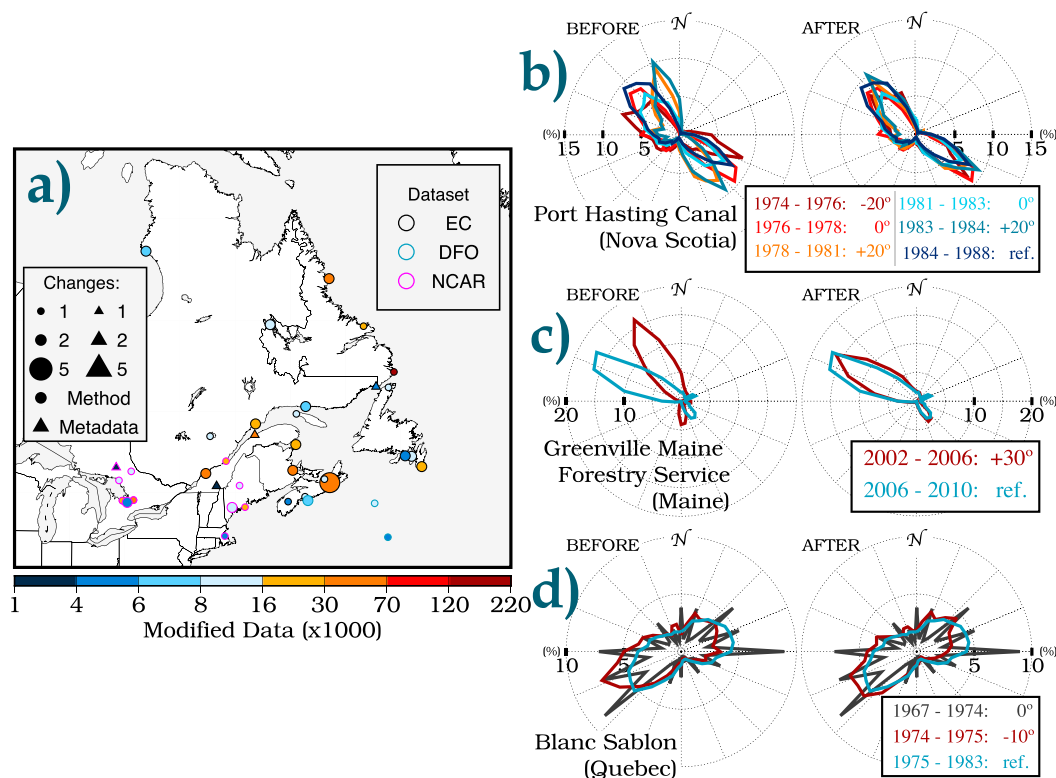 a)
Dataset
EC
DFO
NCAR
Changes:
1 1
2 2
5 5
Method
Metadata
1 4 6 8 16 30 70 120 220
Modified Data (x1000)
b)
BEFORE N
AFTER N
(%) 15 10 5
5 10 15 (%)
Port Hasting Canal
(Nova Scotia)
1974 - 1976: -20º
1976 - 1978: 0º
1978 - 1981: +20º
1981 - 1983: 0º
1983 - 1984: +20º
1984 - 1988: ref.
c)
BEFORE N
AFTER N
(%) 20 10
10 20 (%)
Greenville Maine
Forestry Service
(Maine)
2002 - 2006: +30º
2006 - 2010: ref.
d)
BEFORE N
AFTER N
(%) 10 5
5 10 (%)
Blanc Sablon
(Quebec)
1967 - 1974: 0º
1974 - 1975: -10º
1975 - 1983: ref.